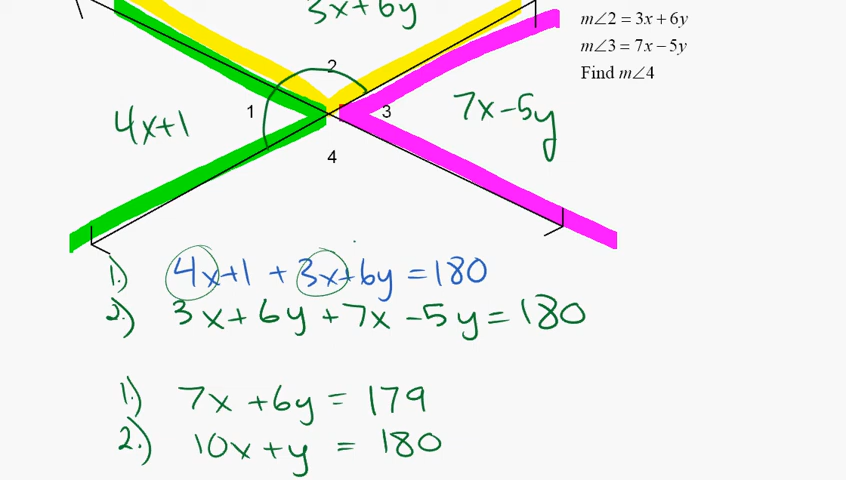 3x+6y
m∠2 = 3x + 6y
m∠3 = 7x − 5y
Find m∠4
2
1
3
4
4x+1
7x−5y
1.) 4x+1 + 3x+6y = 180
2.) 3x+6y+7x−5y=180
1.) 7x+6y = 179
2.) 10x+y = 180